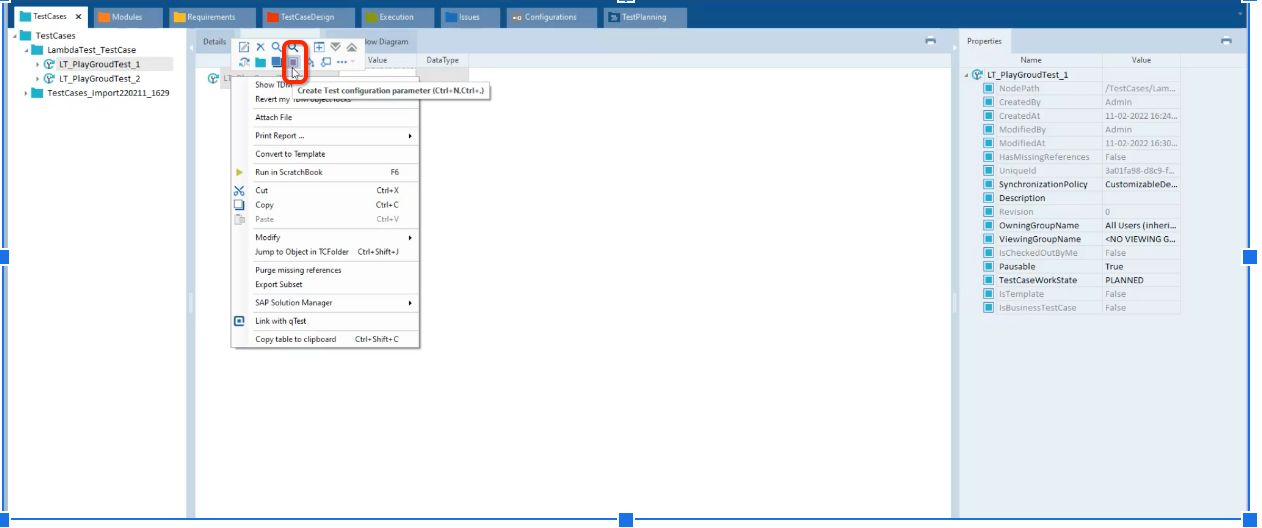 TestCases
Modules
Requirements
TestCaseDesign
Execution
Issues
Configurations
TestPlanning
TestCases
LambdaTest_TestCase
LT_PlayGroudTest_1
LT_PlayGroudTest_2
TestCases_import220211_1629
Details
low Diagram
Value
DataType
Create Test configuration parameter (Ctrl+N,Ctrl+.)
Show TDM
Revert my TDM object locks
Attach File
Print Report ...
Convert to Template
Run in ScratchBook F6
Cut Ctrl+X
Copy Ctrl+C
Paste Ctrl+V
Modify
Jump to Object in TCFolder Ctrl+Shift+J
Purge missing references
Export Subset
SAP Solution Manager
Link with qTest
Copy table to clipboard Ctrl+Shift+C
Properties
Name Value
LT_PlayGroudTest_1
NodePath /TestCases/Lam...
CreatedBy Admin
CreatedAt 11-02-2022 16:24...
ModifiedBy Admin
ModifiedAt 11-02-2022 16:30...
HasMissingReferences False
UniqueId 3a01fa98-d8c9-f...
SynchronizationPolicy CustomizableDe...
Description
Revision 0
OwningGroupName All Users (inheri...
ViewingGroupName <NO VIEWING G...
IsCheckedOutByMe False
Pausable True
TestCaseWorkState PLANNED
IsTemplate False
IsBusinessTestCase False